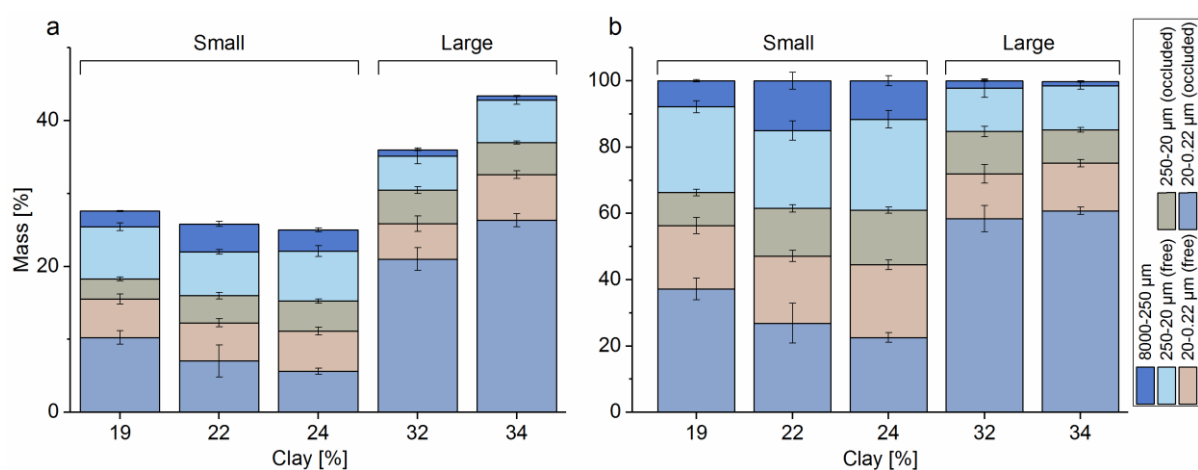 a
Small
Large
Mass [%]
40
20
0
19
22
24
32
34
Clay [%]
b
Small
Large
100
80
60
40
20
0
19
22
24
32
34
Clay [%]
8000-250 µm
250-20 µm (free)
20-0.22 µm (free)
250-20 µm (occluded)
20-0.22 µm (occluded)